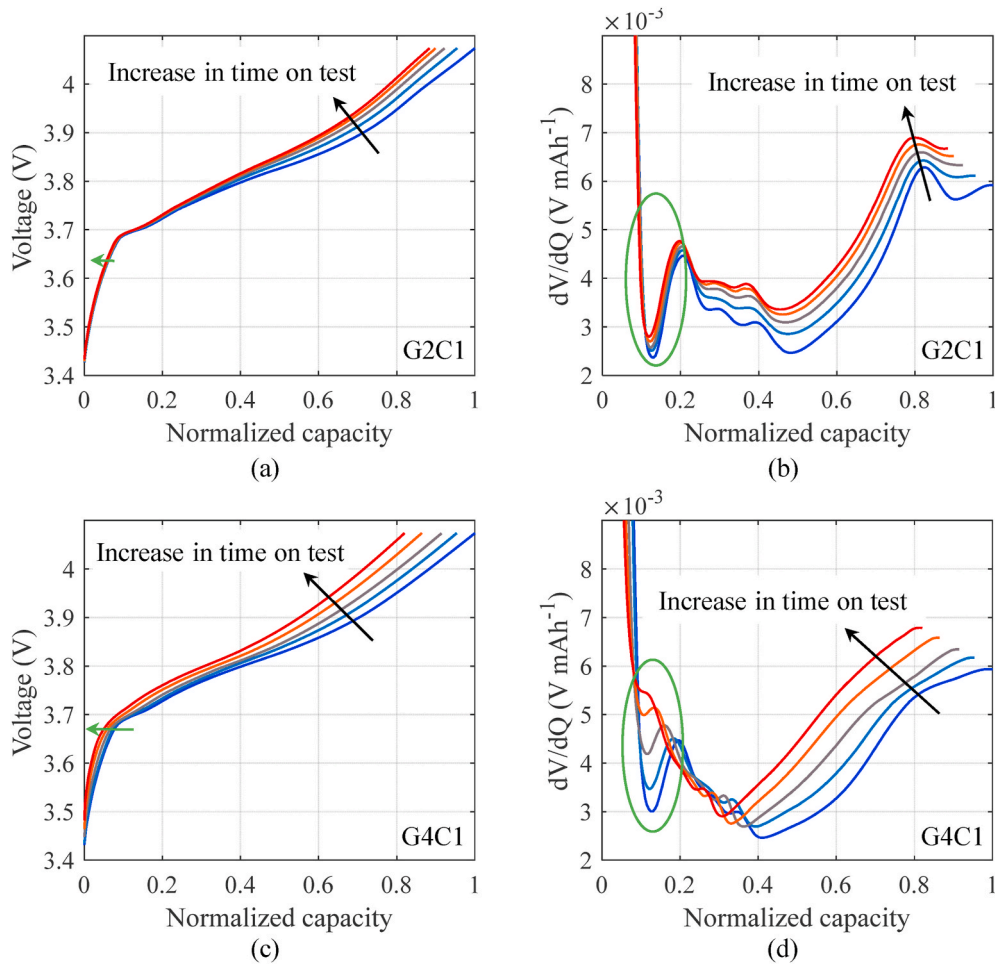 4
3.9
3.8
3.7
3.6
3.5
3.4
Voltage (V)
Increase in time on test
G2C1
0 0.2 0.4 0.6 0.8 1
Normalized capacity
(a)
×10⁻³
8
7
6
5
4
3
2
dV/dQ (V mAh⁻¹)
Increase in time on test
G2C1
0 0.2 0.4 0.6 0.8 1
Normalized capacity
(b)
4
3.9
3.8
3.7
3.6
3.5
3.4
Voltage (V)
Increase in time on test
G4C1
0 0.2 0.4 0.6 0.8 1
Normalized capacity
(c)
×10⁻³
8
7
6
5
4
3
2
dV/dQ (V mAh⁻¹)
Increase in time on test
G4C1
0 0.2 0.4 0.6 0.8 1
Normalized capacity
(d)